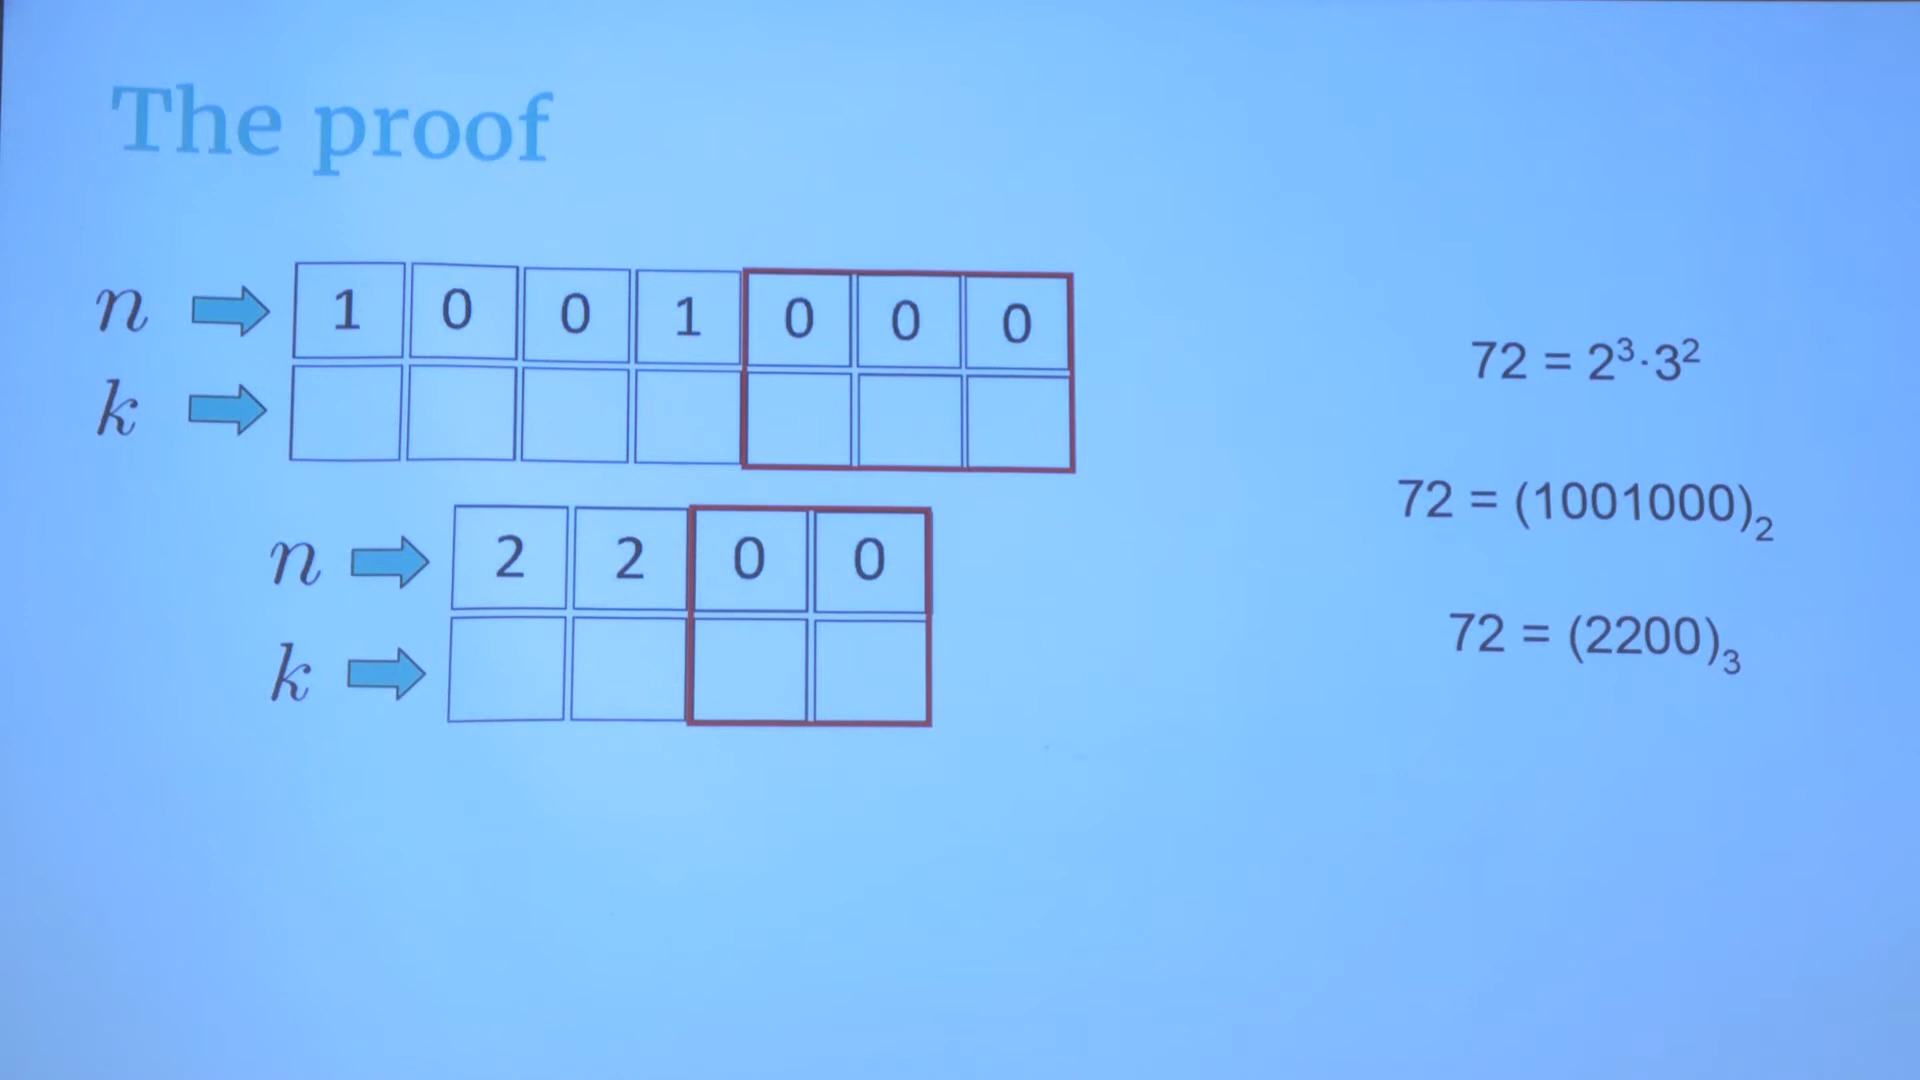 The proof
n 1 0 0 1 0 0 0
k
n 2 2 0 0
k
72 = 2³·3²
72 = (1001000)₂
72 = (2200)₃